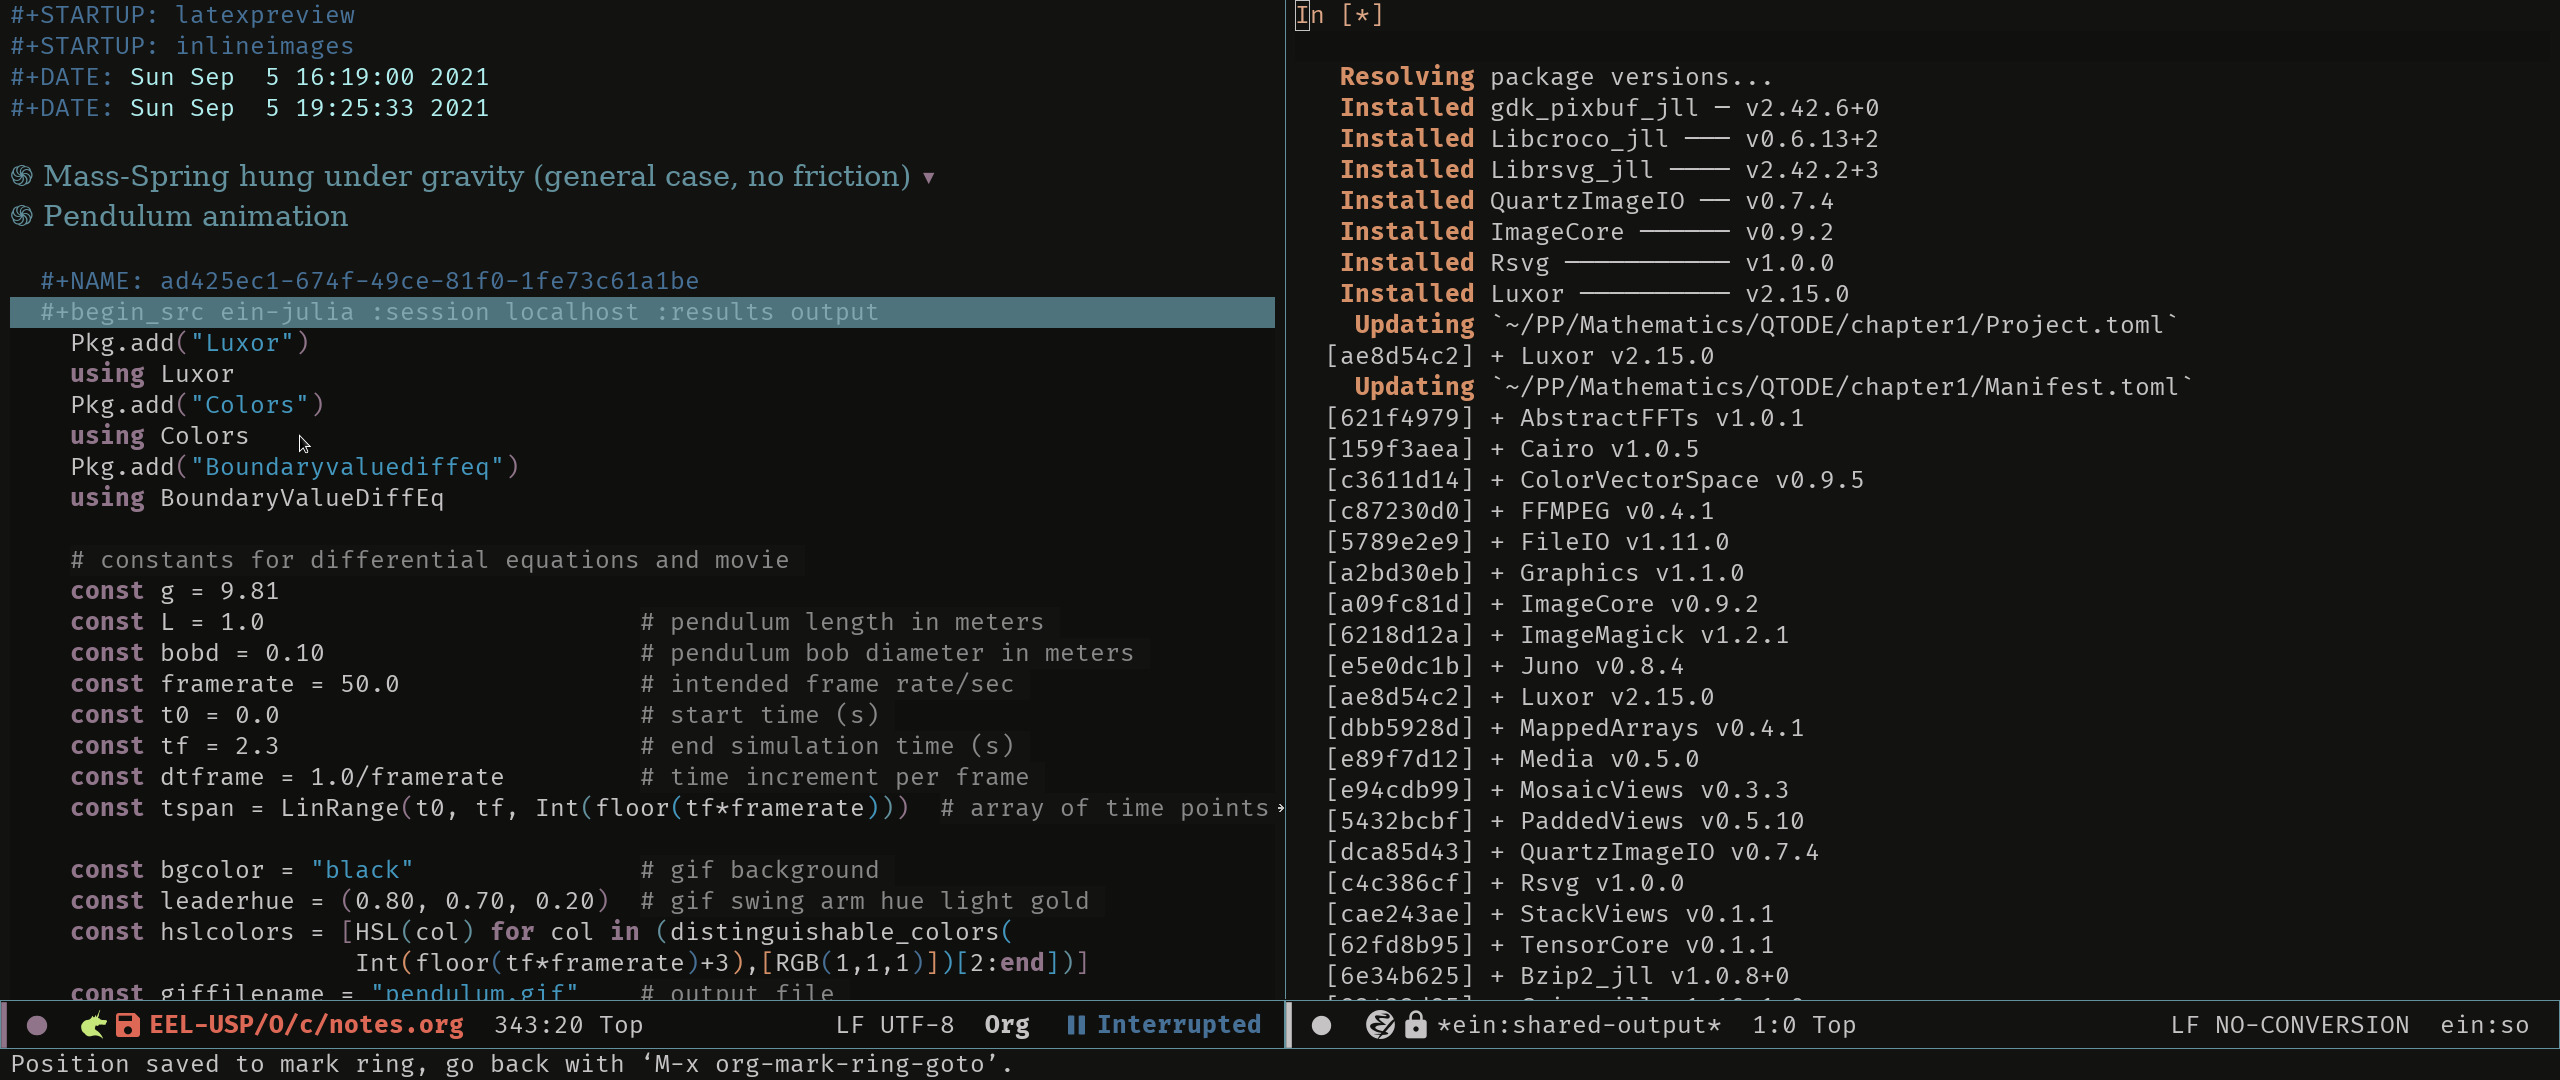 #+STARTUP: latexpreview
#+STARTUP: inlineimages
#+DATE: Sun Sep  5 16:19:00 2021
#+DATE: Sun Sep  5 19:25:33 2021
Mass-Spring hung under gravity (general case, no friction) ▾
Pendulum animation
#+NAME: ad425ec1-674f-49ce-81f0-1fe73c61a1be
#+begin_src ein-julia :session localhost :results output
Pkg.add("Luxor")
using Luxor
Pkg.add("Colors")
using Colors
Pkg.add("Boundaryvaluediffeq")
using BoundaryValueDiffEq
# constants for differential equations and movie
const g = 9.81
const L = 1.0 # pendulum length in meters
const bobd = 0.10 # pendulum bob diameter in meters
const framerate = 50.0 # intended frame rate/sec
const t0 = 0.0 # start time (s)
const tf = 2.3 # end simulation time (s)
const dtframe = 1.0/framerate # time increment per frame
const tspan = LinRange(t0, tf, Int(floor(tf*framerate)))  # array of time points
const bgcolor = "black" # gif background
const leaderhue = (0.80, 0.70, 0.20)  # gif swing arm hue light gold
const hslcolors = [HSL(col) for col in (distinguishable_colors(
Int(floor(tf*framerate)+3),[RGB(1,1,1)])[2:end])]
const giffilename = "pendulum.gif" # output file
EEL-USP/O/c/notes.org 343:20 Top LF UTF-8 Org Interrupted
In [*]
Resolving package versions...
Installed gdk_pixbuf_jll ─ v2.42.6+0
Installed Libcroco_jll ─── v0.6.13+2
Installed Librsvg_jll ──── v2.42.2+3
Installed QuartzImageIO ── v0.7.4
Installed ImageCore ────── v0.9.2
Installed Rsvg ─────────── v1.0.0
Installed Luxor ────────── v2.15.0
Updating `~/PP/Mathematics/QTODE/chapter1/Project.toml`
[ae8d54c2] + Luxor v2.15.0
Updating `~/PP/Mathematics/QTODE/chapter1/Manifest.toml`
[621f4979] + AbstractFFTs v1.0.1
[159f3aea] + Cairo v1.0.5
[c3611d14] + ColorVectorSpace v0.9.5
[c87230d0] + FFMPEG v0.4.1
[5789e2e9] + FileIO v1.11.0
[a2bd30eb] + Graphics v1.1.0
[a09fc81d] + ImageCore v0.9.2
[6218d12a] + ImageMagick v1.2.1
[e5e0dc1b] + Juno v0.8.4
[ae8d54c2] + Luxor v2.15.0
[dbb5928d] + MappedArrays v0.4.1
[e89f7d12] + Media v0.5.0
[e94cdb99] + MosaicViews v0.3.3
[5432bcbf] + PaddedViews v0.5.10
[dca85d43] + QuartzImageIO v0.7.4
[c4c386cf] + Rsvg v1.0.0
[cae243ae] + StackViews v0.1.1
[62fd8b95] + TensorCore v0.1.1
[6e34b625] + Bzip2_jll v1.0.8+0
*ein:shared-output* 1:0 Top LF NO-CONVERSION ein:so
Position saved to mark ring, go back with ‘M-x org-mark-ring-goto’.